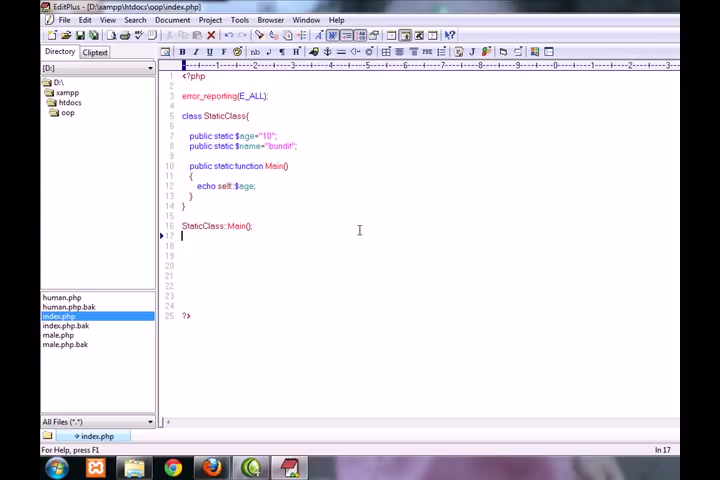 EditPlus - [D:\xampp\htdocs\oop\index.php]
File Edit View Search Document Project Tools Browser Window Help
Directory Cliptext
[D:]
D:\
xampp
htdocs
oop
human.php
human.php.bak
index.php
index.php.bak
male.php
male.php.bak
All Files (*.*)
1 <?php
2
3 error_reporting(E_ALL);
4
5 class StaticClass{
6
7 public static $age="10";
8 public static $name="bundit";
9
10 public static function Main()
11 {
12 echo self::$age;
13 }
14 }
15
16 StaticClass::Main();
17
18
19
20
21
22
23
24
25 ?>
index.php
For Help, press F1
ln 17